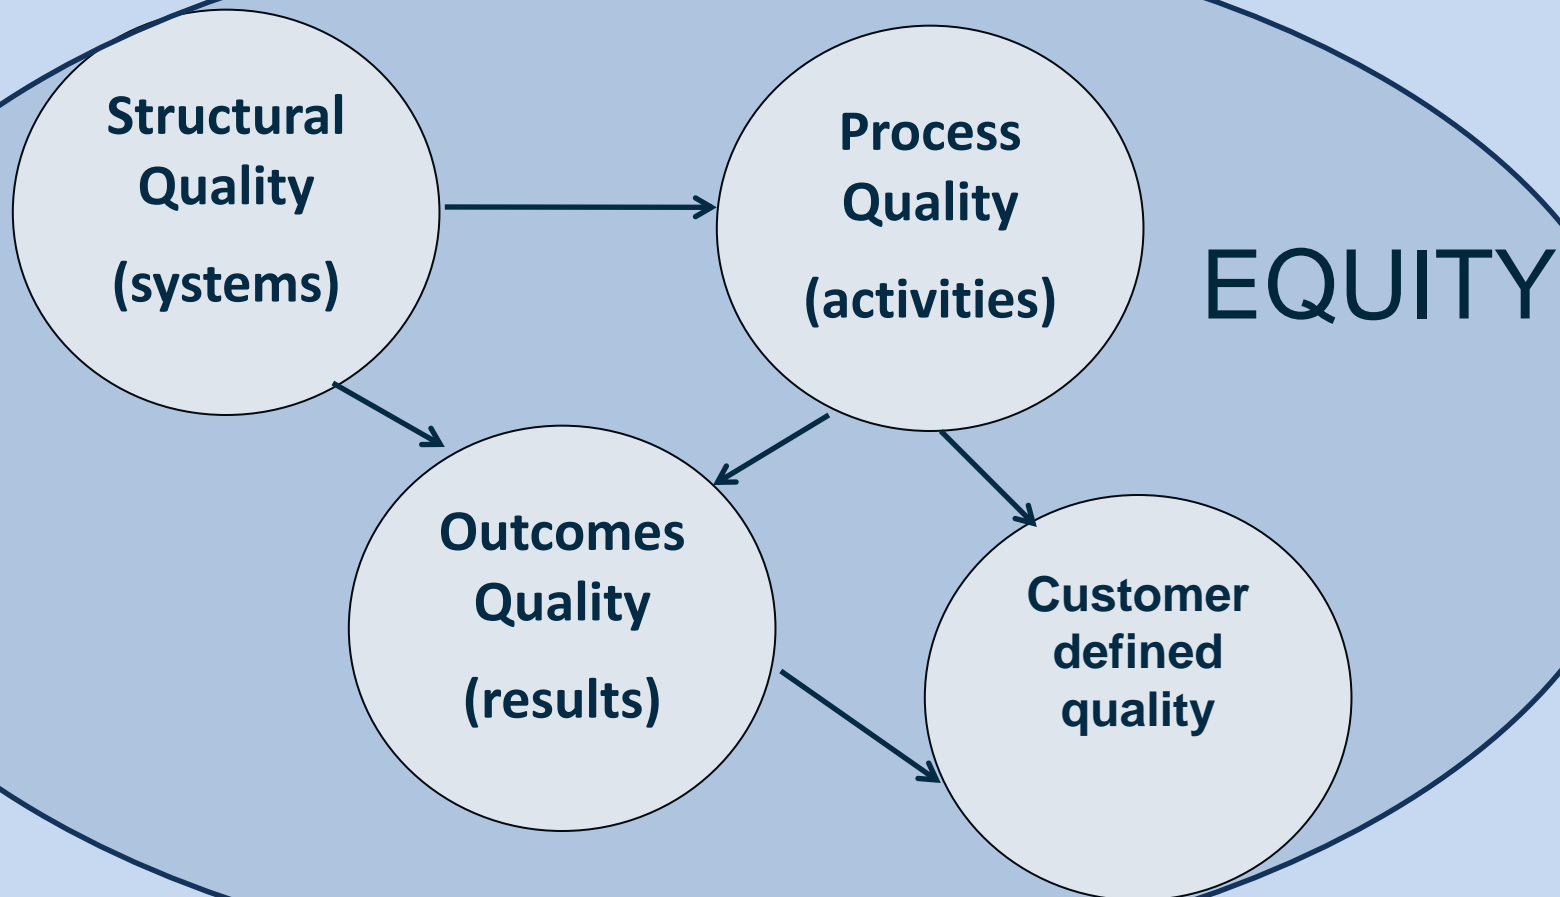 Structural
Quality
(systems)
Process
Quality
(activities)
EQUITY
Outcomes
Quality
(results)
Customer
defined
quality